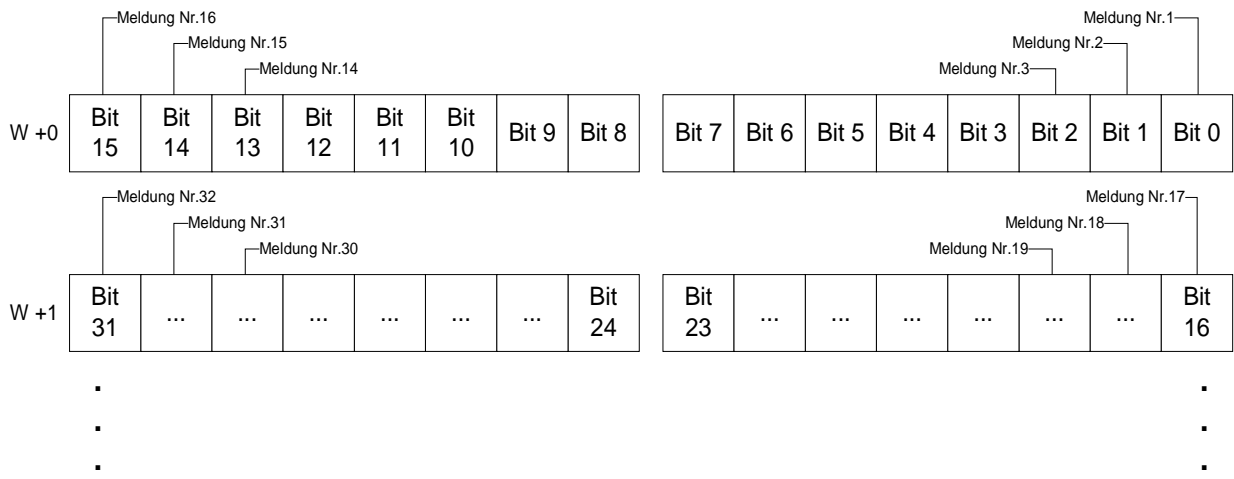 Meldung Nr.16 Meldung Nr.1
Meldung Nr.15 Meldung Nr.2
Meldung Nr.14 Meldung Nr.3
W +0 Bit 15 Bit 14 Bit 13 Bit 12 Bit 11 Bit 10 Bit 9 Bit 8 Bit 7 Bit 6 Bit 5 Bit 4 Bit 3 Bit 2 Bit 1 Bit 0
Meldung Nr.32 Meldung Nr.17
Meldung Nr.31 Meldung Nr.18
Meldung Nr.30 Meldung Nr.19
W +1 Bit 31 ... ... ... ... ... ... Bit 24 Bit 23 ... ... ... ... ... ... Bit 16
. .
. .
. .